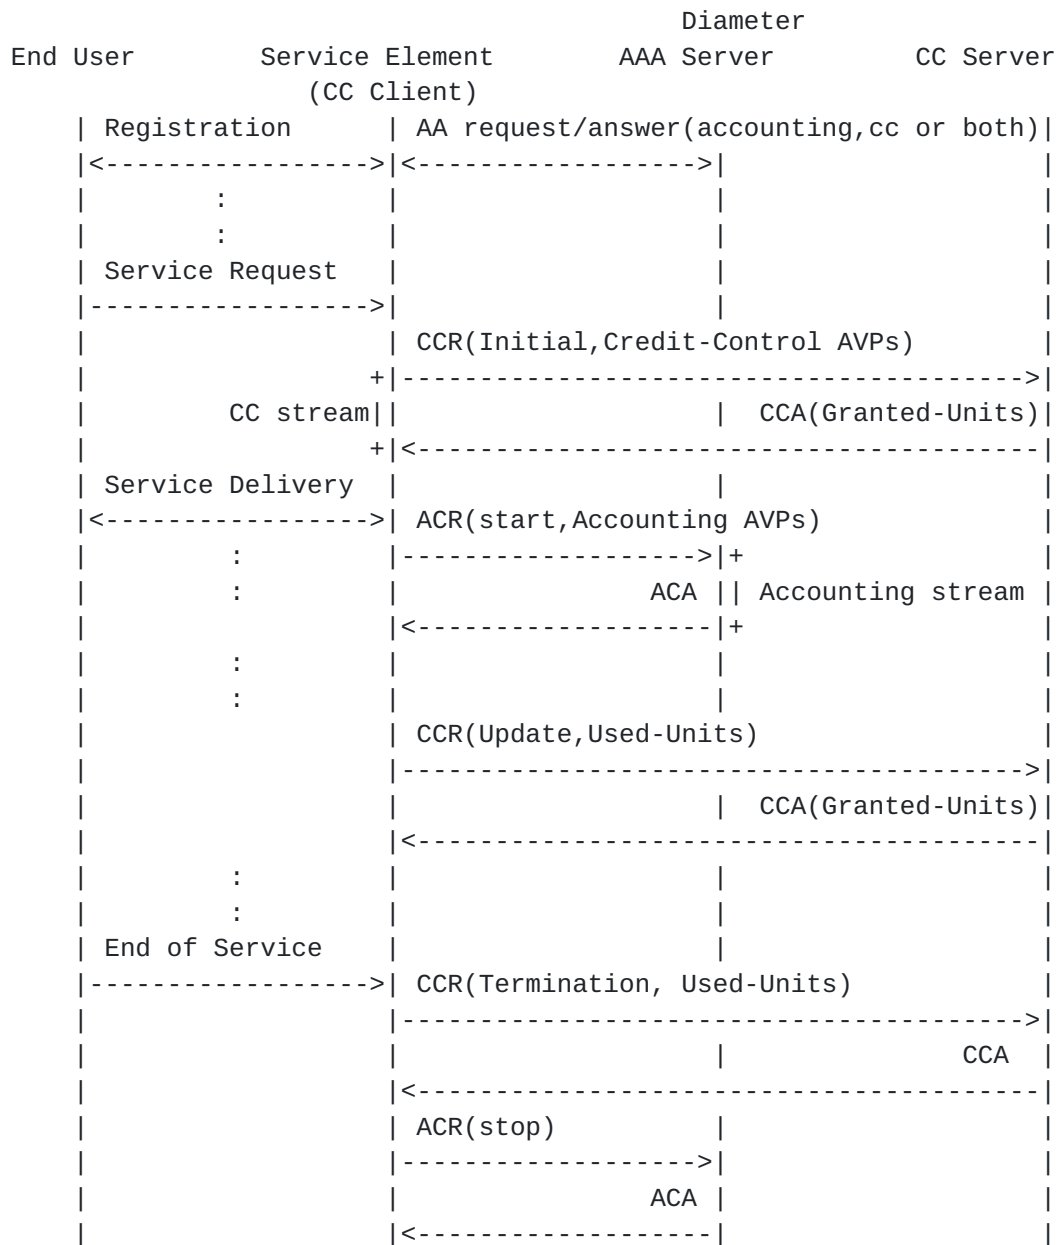 Diameter
End User Service Element AAA Server CC Server
(CC Client)
Registration AA request/answer(accounting,cc or both)
:
:
Service Request
CCR(Initial,Credit-Control AVPs)
CC stream CCA(Granted-Units)
Service Delivery
ACR(start,Accounting AVPs)
:
: ACA Accounting stream
:
:
CCR(Update,Used-Units)
CCA(Granted-Units)
:
:
End of Service
CCR(Termination, Used-Units)
CCA
ACR(stop)
ACA